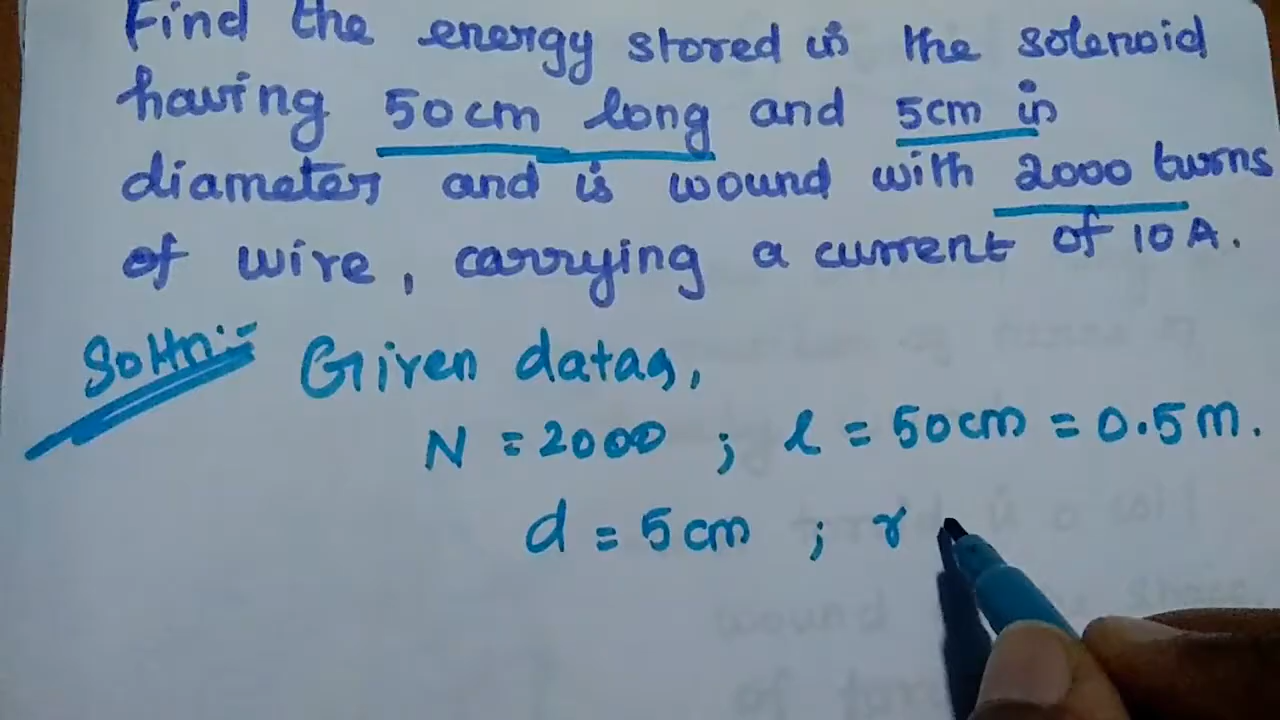 Find the energy stored in the solenoid
having 50cm long and 5cm in
diameter and is wound with 2000 turns
of wire, carrying a current of 10A.
Soltn:- Given datas,
N = 2000 ; l = 50cm = 0.5m.
d = 5cm ; r